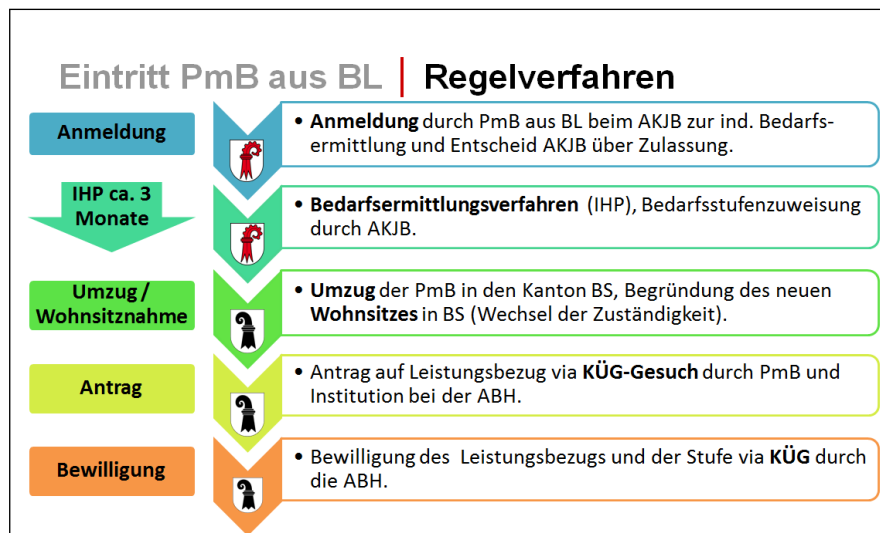 Eintritt PmB aus BL | Regelverfahren
Anmeldung
• Anmeldung durch PmB aus BL beim AKJB zur ind. Bedarfs-
ermittlung und Entscheid AKJB über Zulassung.
IHP ca. 3
Monate
• Bedarfsermittlungsverfahren (IHP), Bedarfsstufenzuweisung
durch AKJB.
Umzug /
Wohnsitznahme
• Umzug der PmB in den Kanton BS, Begründung des neuen
Wohnsitzes in BS (Wechsel der Zuständigkeit).
Antrag
• Antrag auf Leistungsbezug via KÜG-Gesuch durch PmB und
Institution bei der ABH.
Bewilligung
• Bewilligung des Leistungsbezugs und der Stufe via KÜG durch
die ABH.